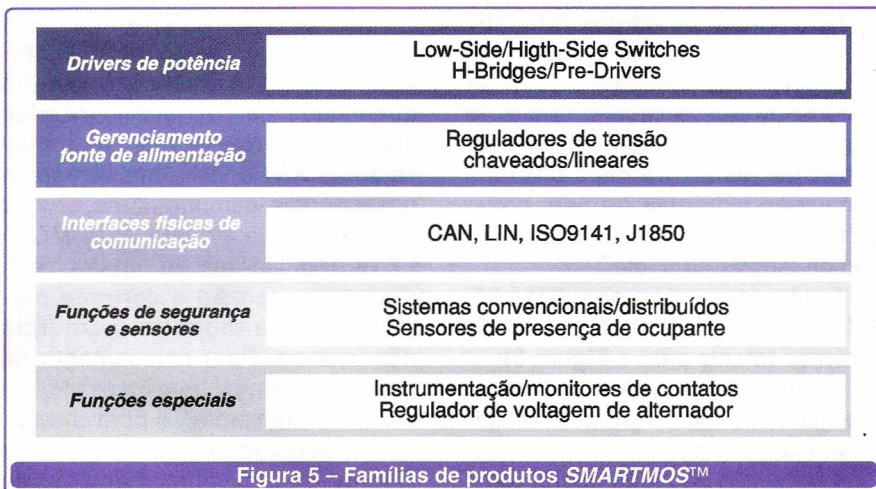 Drivers de potência
Low-Side/Higth-Side Switches
H-Bridges/Pre-Drivers
Gerenciamento
fonte de alimentação
Reguladores de tensão
chaveados/lineares
Interfaces físicas de
comunicação
CAN, LIN, ISO9141, J1850
Funções de segurança
e sensores
Sistemas convencionais/distribuídos
Sensores de presença de ocupante
Funções especiais
Instrumentação/monitores de contatos
Regulador de voltagem de alternador
Figura 5 – Famílias de produtos SMARTMOS™